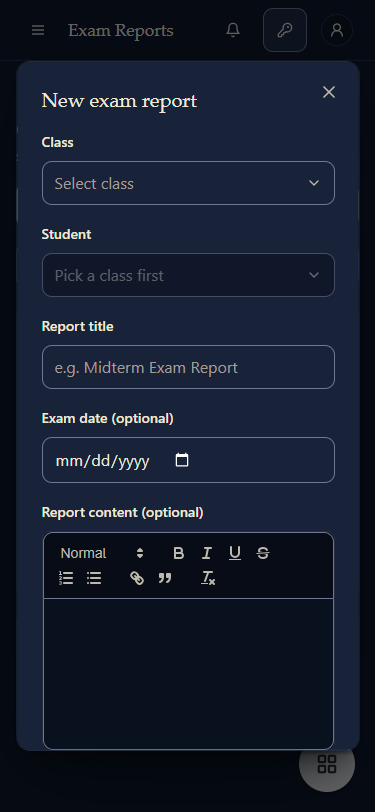 Exam Reports
New exam report
Class
Select class
Student
Pick a class first
Report title
e.g. Midterm Exam Report
Exam date (optional)
mm/dd/yyyy
Report content (optional)
Normal